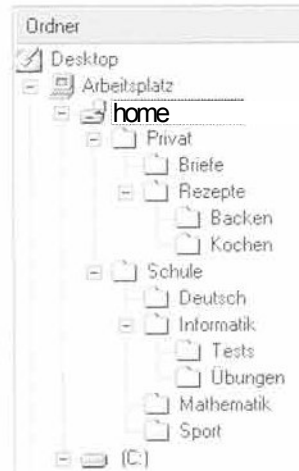 Ordner
Desktop
Arbeitsplatz
home
Privat
Briefe
Rezepte
Backen
Kochen
Schule
Deutsch
Informatik
Tests
Übungen
Mathematik
Sport
(C:)